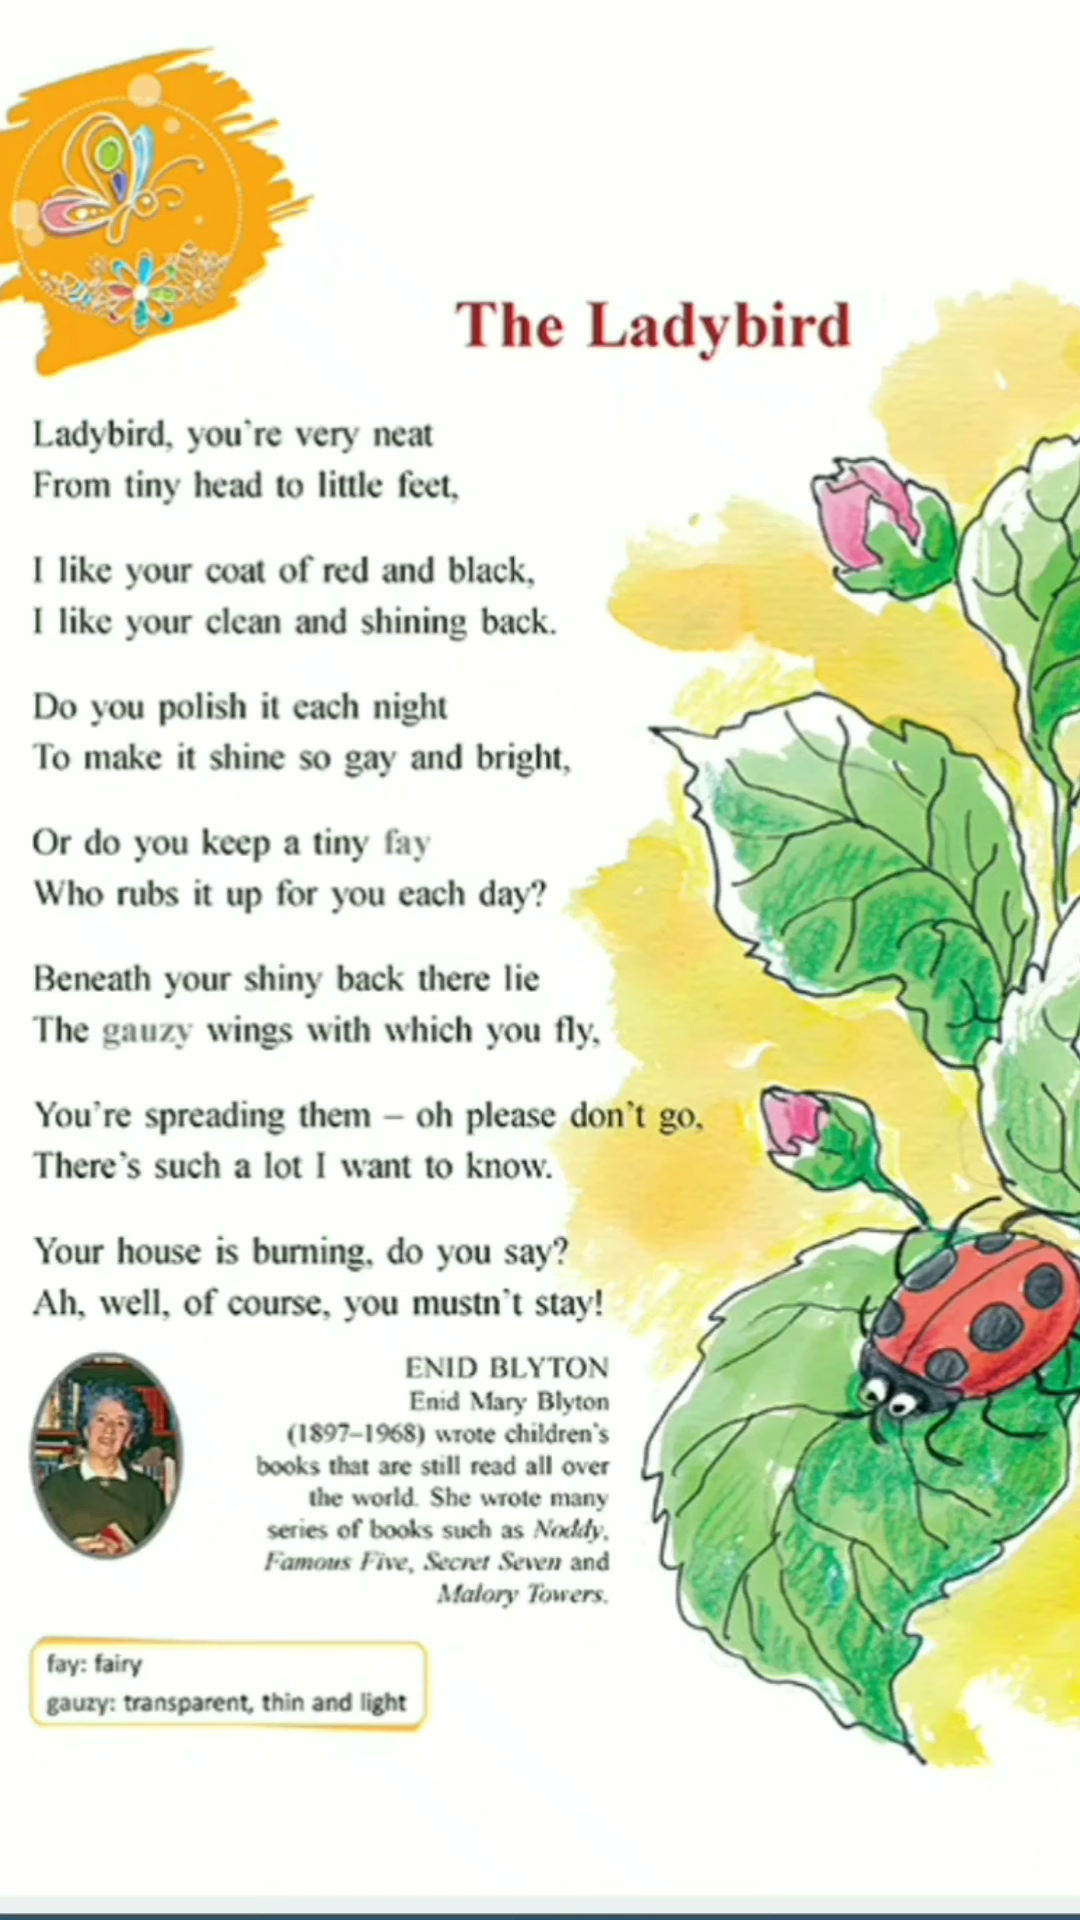 The Ladybird
Ladybird, you're very neat
From tiny head to little feet,
I like your coat of red and black,
I like your clean and shining back.
Do you polish it each night
To make it shine so gay and bright,
Or do you keep a tiny fay
Who rubs it up for you each day?
Beneath your shiny back there lie
The gauzy wings with which you fly,
You're spreading them – oh please don't go,
There's such a lot I want to know.
Your house is burning, do you say?
Ah, well, of course, you mustn't stay!
ENID BLYTON
Enid Mary Blyton
(1897–1968) wrote children's
books that are still read all over
the world. She wrote many
series of books such as Noddy,
Famous Five, Secret Seven and
Malory Towers.
fay: fairy
gauzy: transparent, thin and light